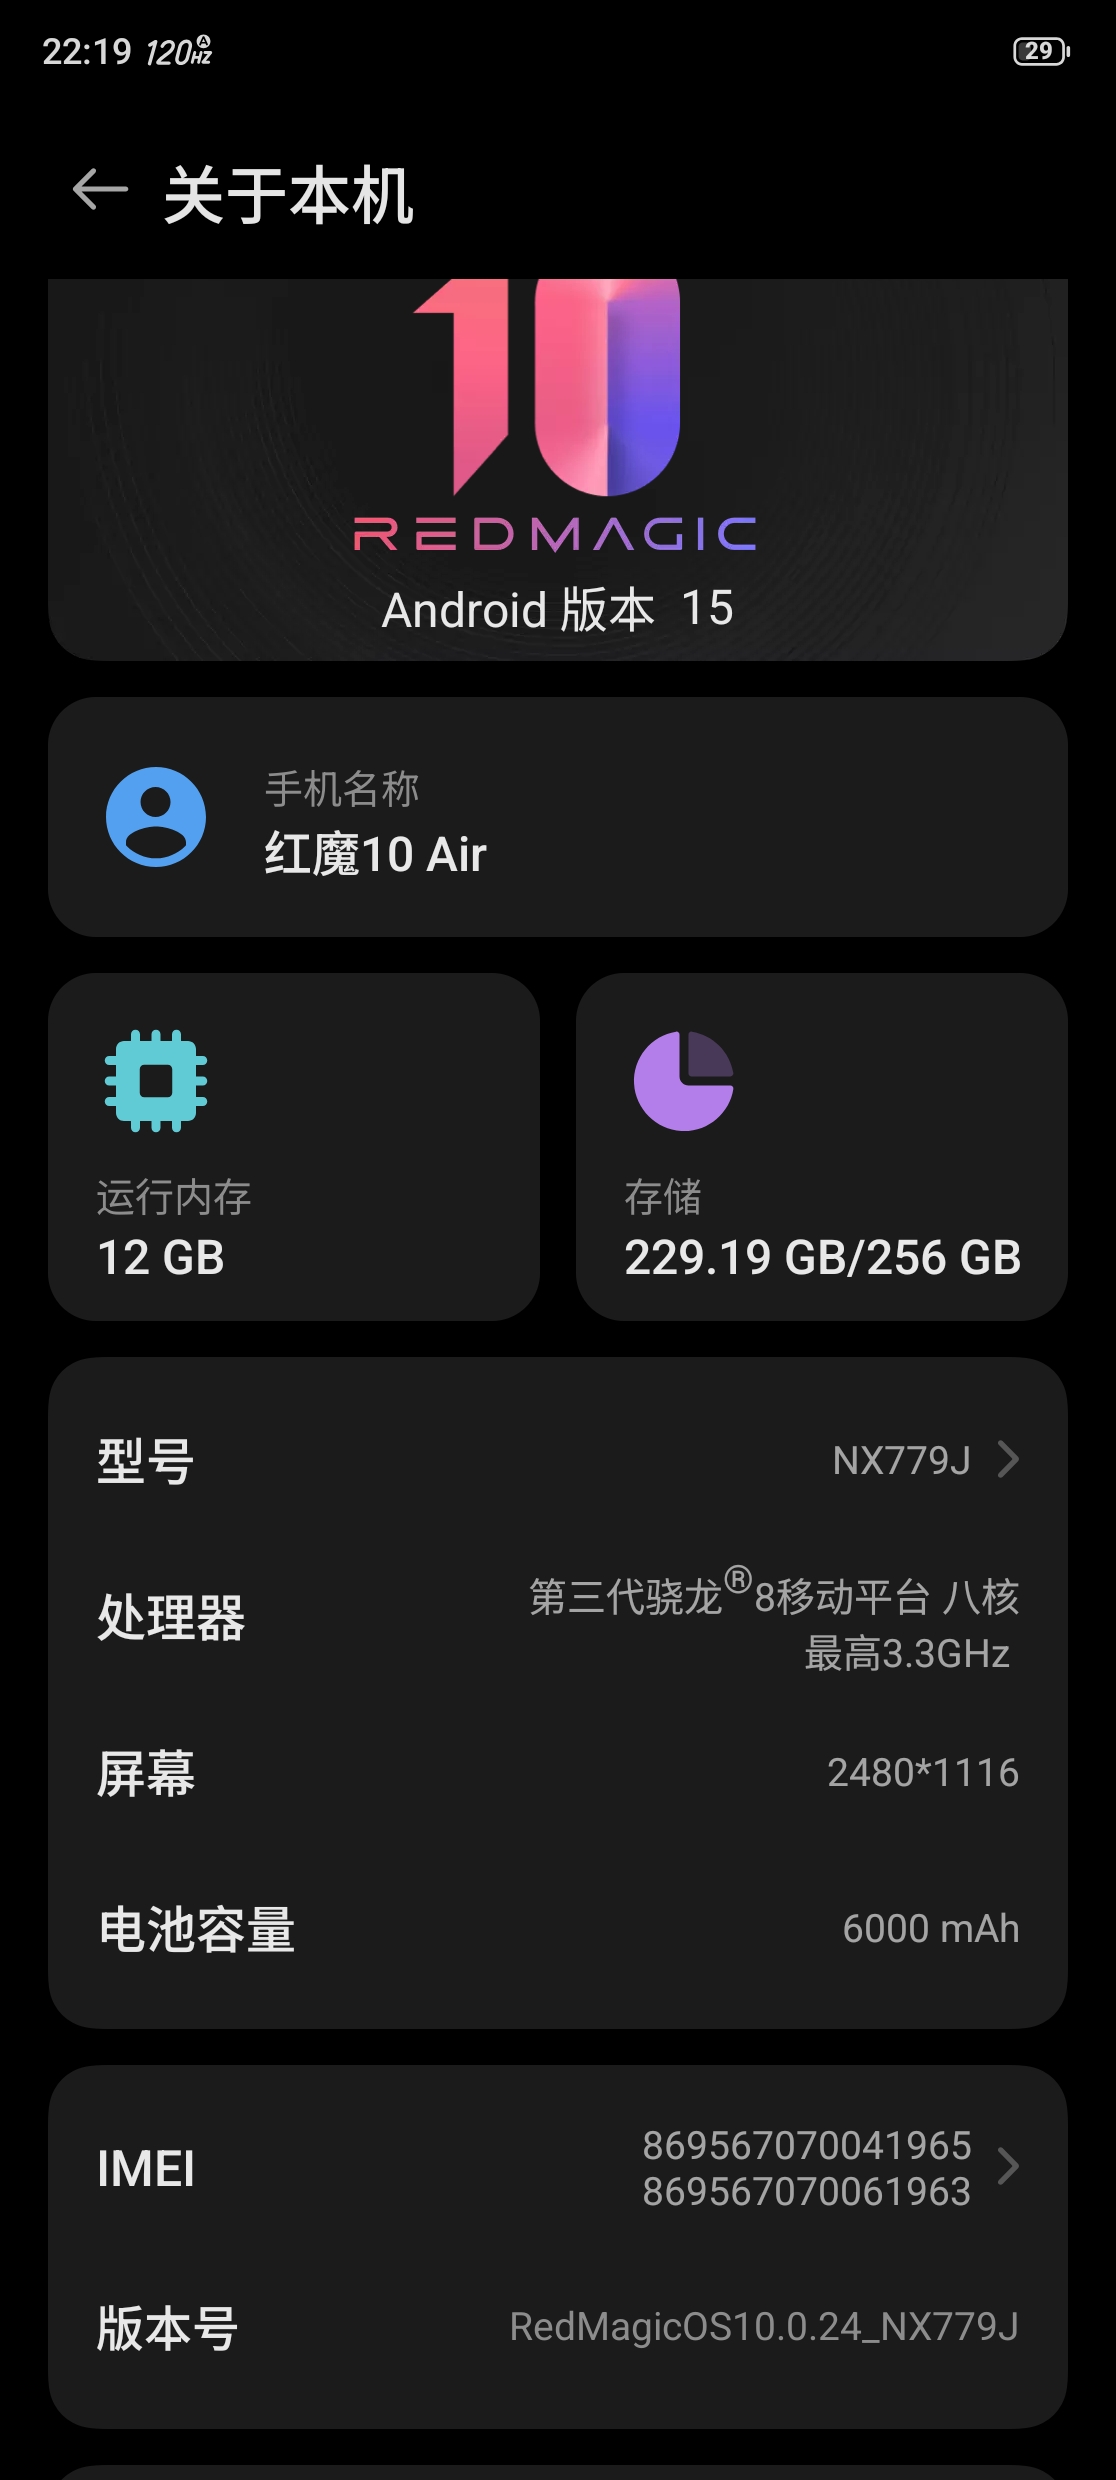 22:19 120HZ
29
关于本机
10
REDMAGIC
Android 版本 15
手机名称
红魔10 Air
运行内存
12 GB
存储
229.19 GB/256 GB
型号
NX779J
处理器
第三代骁龙®8移动平台 八核
最高3.3GHz
屏幕
2480*1116
电池容量
6000 mAh
IMEI
869567070041965
869567070061963
版本号
RedMagicOS10.0.24_NX779J